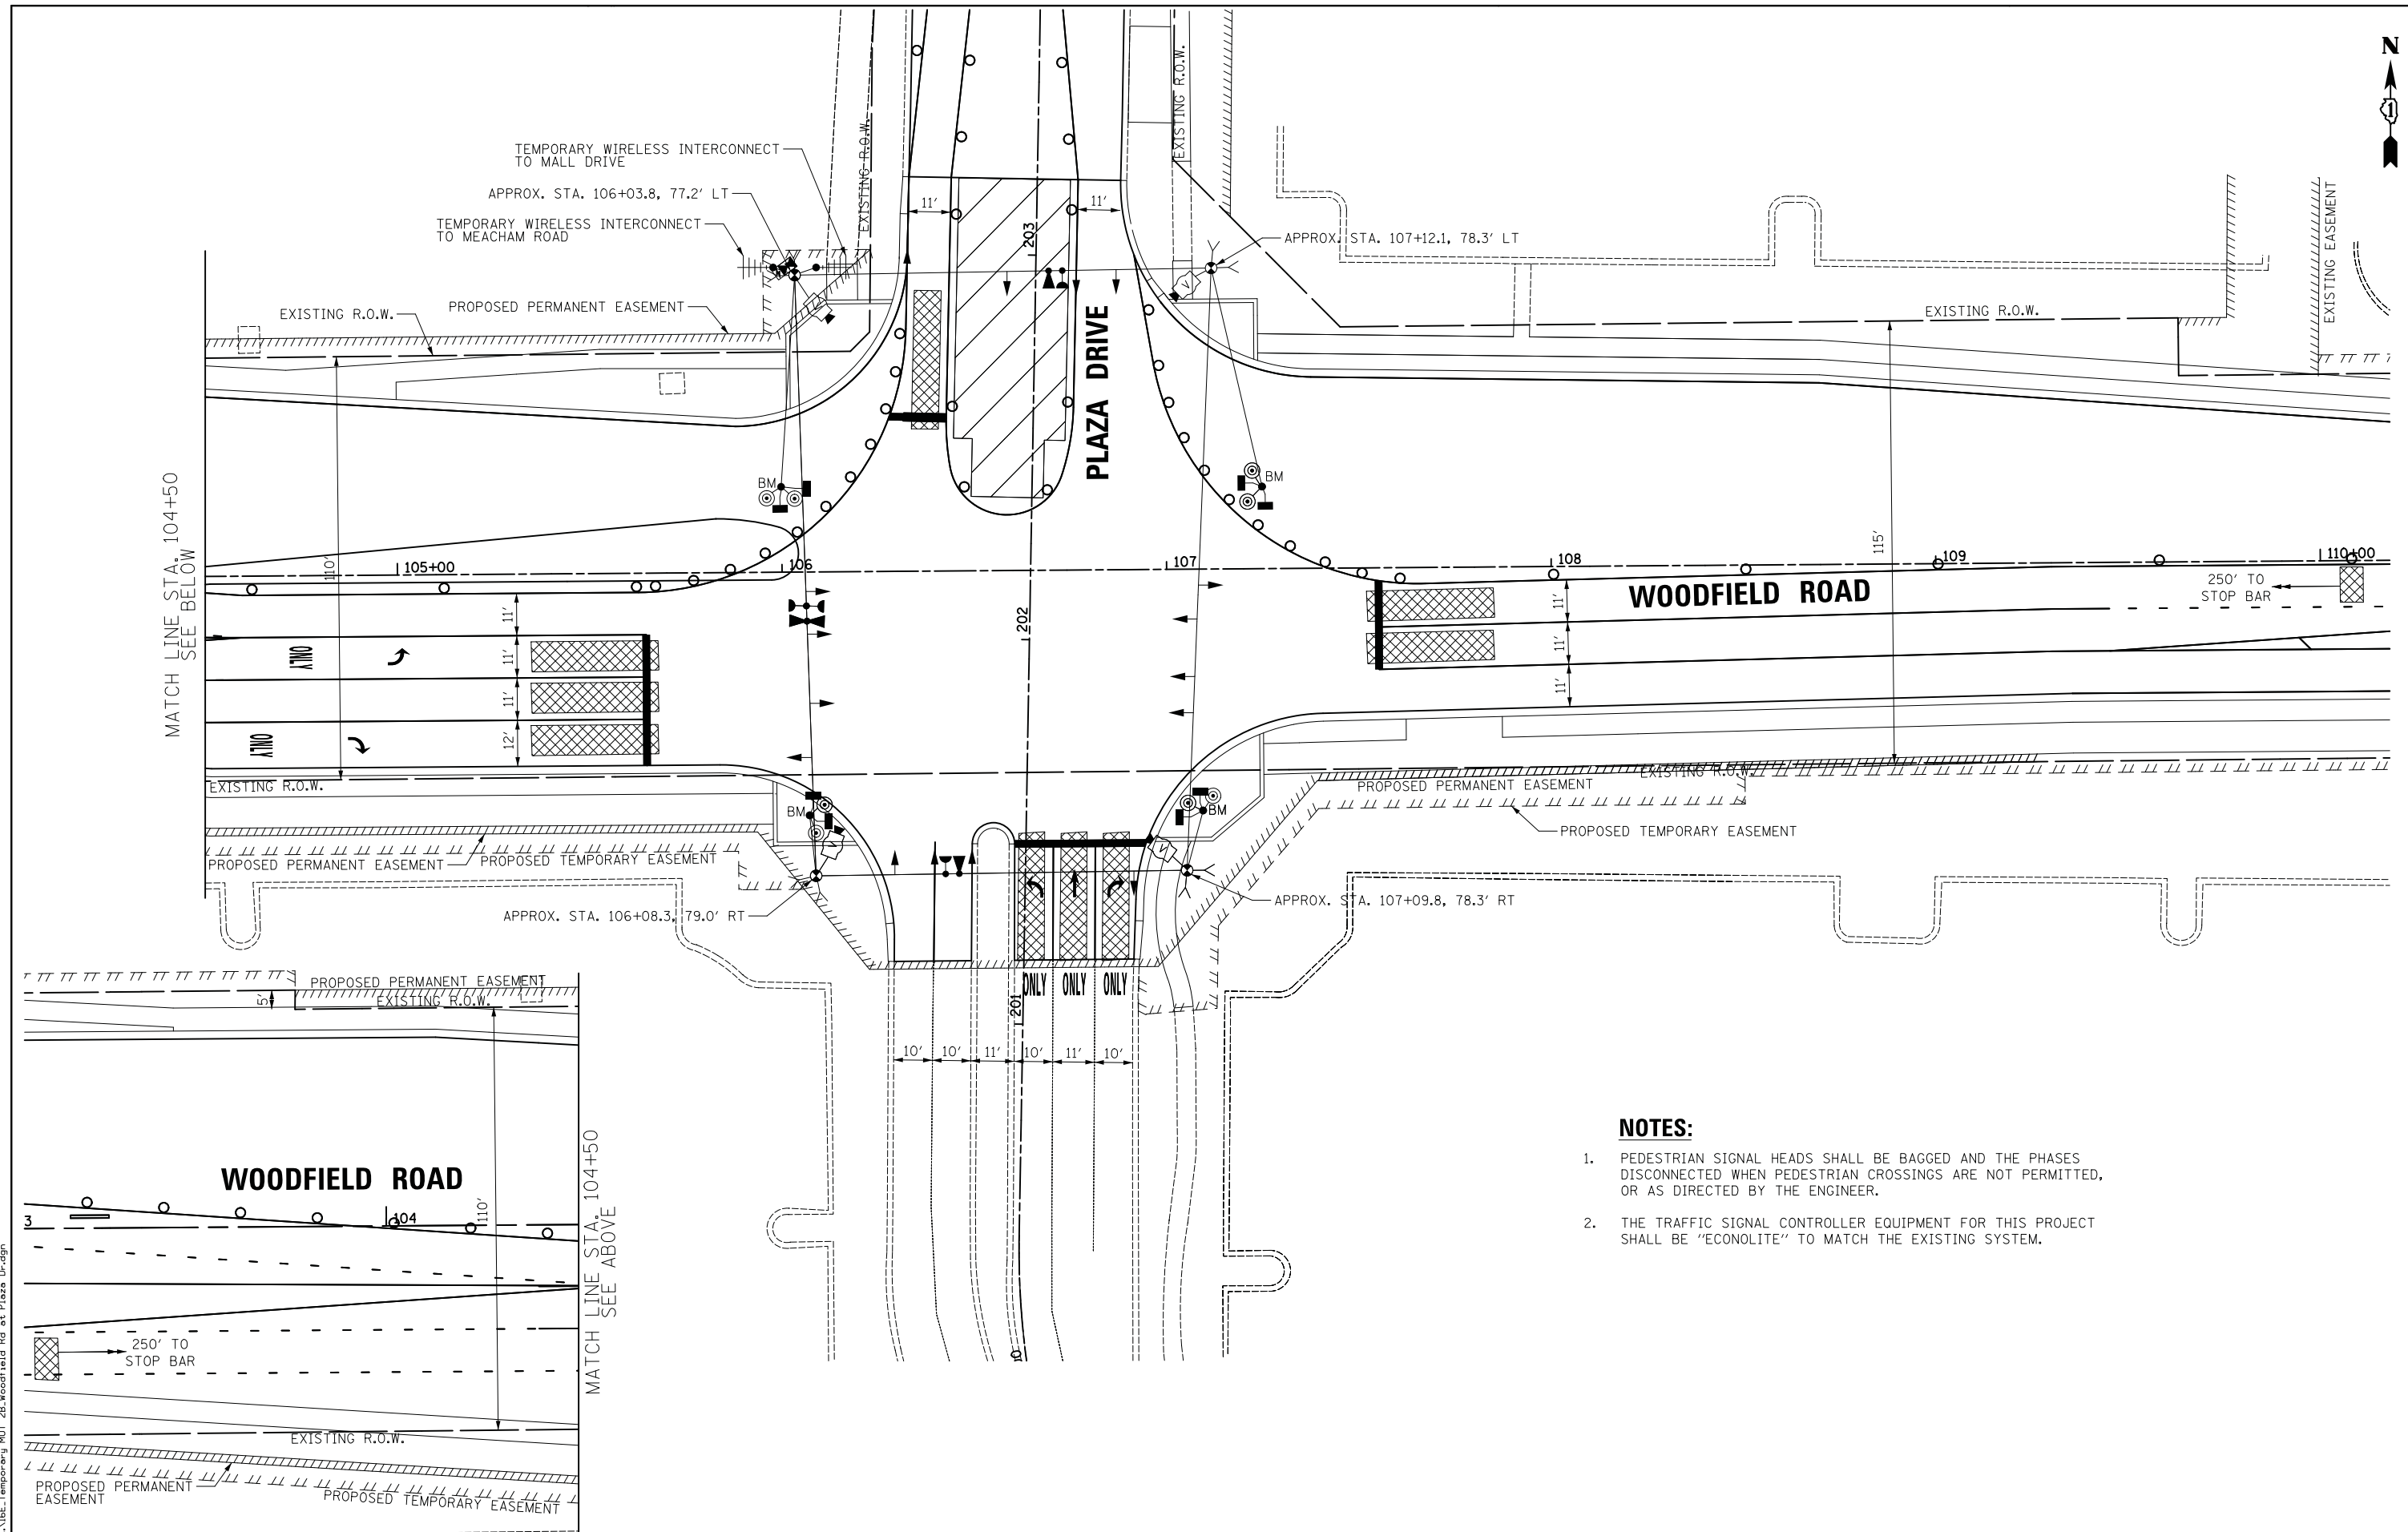 N
1
TEMPORARY WIRELESS INTERCONNECT
TO MALL DRIVE
APPROX. STA. 106+03.8, 77.2' LT
TEMPORARY WIRELESS INTERCONNECT
TO MEACHAM ROAD
EXISTING R.O.W.
PROPOSED PERMANENT EASEMENT
EXISTING R.O.W.
EXISTING R.O.W.
11'
11'
203
PLAZA DRIVE
APPROX. STA. 107+12.1, 78.3' LT
EXISTING R.O.W.
EXISTING EASEMENT
V
V
BM
BM
MATCH LINE STA. 104+50
SEE BELOW
110'
105+00
106
107
108
109
110+00
115'
WOODFIELD ROAD
250' TO
STOP BAR
202
11'
11'
11'
12'
ONLY
ONLY
11'
11'
11'
EXISTING R.O.W.
EXISTING R.O.W.
PROPOSED PERMANENT EASEMENT
PROPOSED TEMPORARY EASEMENT
BM
BM
V
V
PROPOSED PERMANENT EASEMENT
PROPOSED TEMPORARY EASEMENT
APPROX. STA. 106+08.3, 79.0' RT
APPROX. STA. 107+09.8, 78.3' RT
ONLY
ONLY
ONLY
201
10'
10'
11'
10'
11'
10'
PROPOSED PERMANENT EASEMENT
5'
EXISTING R.O.W.
WOODFIELD ROAD
3
104
110'
MATCH LINE STA. 104+50
SEE ABOVE
250' TO
STOP BAR
EXISTING R.O.W.
PROPOSED PERMANENT
EASEMENT
PROPOSED TEMPORARY EASEMENT
NOTES:
1. PEDESTRIAN SIGNAL HEADS SHALL BE BAGGED AND THE PHASES
DISCONNECTED WHEN PEDESTRIAN CROSSINGS ARE NOT PERMITTED,
OR AS DIRECTED BY THE ENGINEER.
2. THE TRAFFIC SIGNAL CONTROLLER EQUIPMENT FOR THIS PROJECT
SHALL BE "ECONOLITE" TO MATCH THE EXISTING SYSTEM.